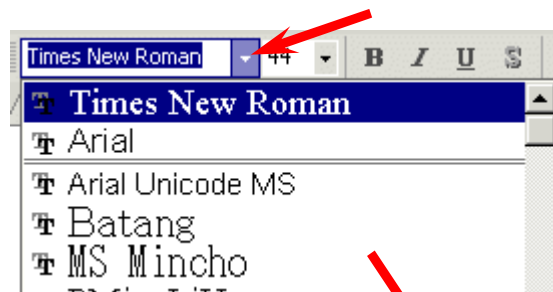 Times New Roman 44 B I U S
Times New Roman
Arial
Arial Unicode MS
Batang
MS Mincho